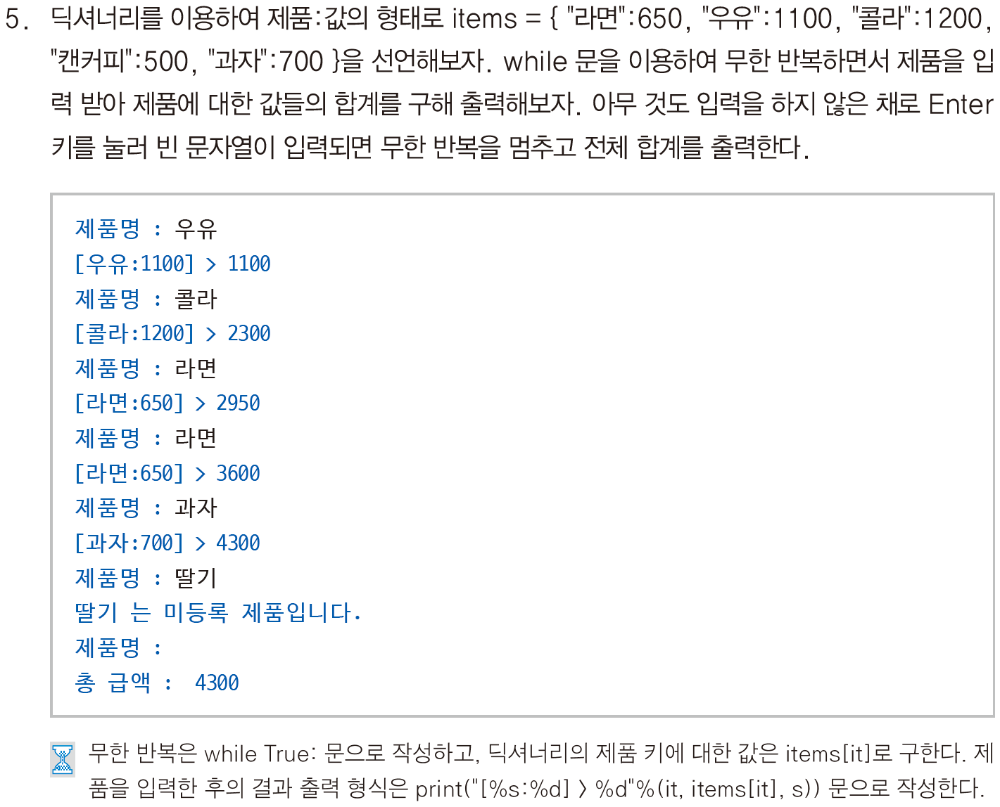 5. 딕셔너리를 이용하여 제품:값의 형태로 items = { "라면":650, "우유":1100, "콜라":1200,
"캔커피":500, "과자":700 }을 선언해보자. while 문을 이용하여 무한 반복하면서 제품을 입
력 받아 제품에 대한 값들의 합계를 구해 출력해보자. 아무 것도 입력을 하지 않은 채로 Enter
키를 눌러 빈 문자열이 입력되면 무한 반복을 멈추고 전체 합계를 출력한다.
제품명 : 우유
[우유:1100] > 1100
제품명 : 콜라
[콜라:1200] > 2300
제품명 : 라면
[라면:650] > 2950
제품명 : 라면
[라면:650] > 3600
제품명 : 과자
[과자:700] > 4300
제품명 : 딸기
딸기 는 미등록 제품입니다.
제품명 :
총 급액 : 4300
무한 반복은 while True: 문으로 작성하고, 딕셔너리의 제품 키에 대한 값은 items[it]로 구한다. 제
품을 입력한 후의 결과 출력 형식은 print("[%s:%d] > %d"%(it, items[it], s)) 문으로 작성한다.